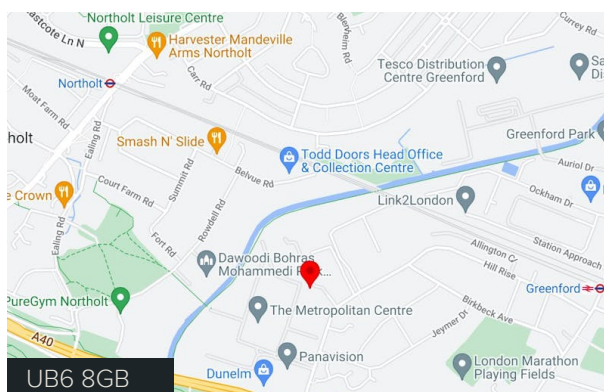 Northolt Leisure Centre
astcote Ln N
Harvester Mandeville
Arms Northolt
Carr Rd
Blenheim Rd
Currey Rd
Tesco Distribution
Centre Greenford
Sa
Di
Northolt
Moat Farm Rd
Ealing Rd
holt
Smash N' Slide
Summit Rd
Belvue Rd
Todd Doors Head Office
& Collection Centre
Greenford Park
Auriol Dr
e Crown
Court Farm Rd
Rowdell Rd
Link2London
Ockham Dr
Ealing Rd
Fort Rd
Station Approach
Dawoodi Bohras
Mohammedi P
k...
Allington Cr
Hill Rise
PureGym Northolt
Greenford
The Metropolitan Centre
Birkbeck Ave
Jeymer Dr
A40
Panavision
Dunelm
London Marathon
Playing Fields
UB6 8GB